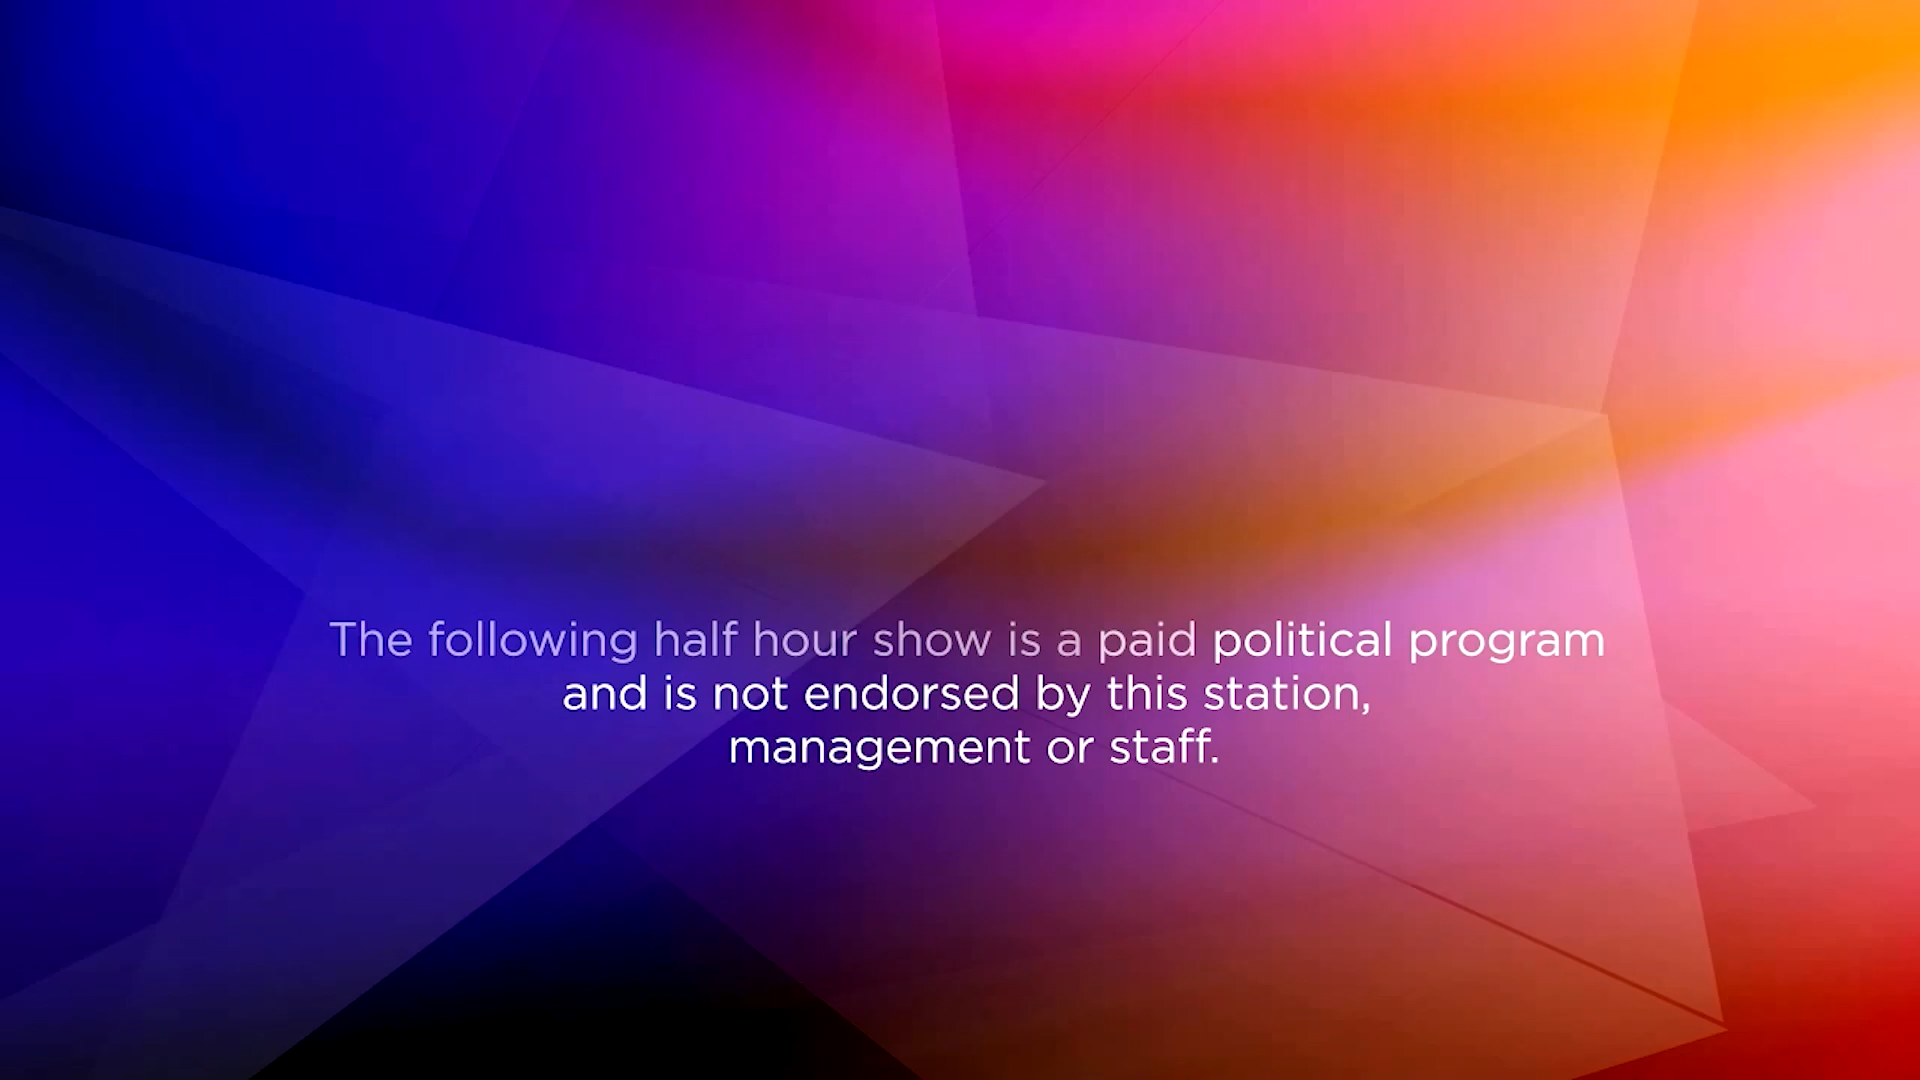 The following half hour show is a paid political program
and is not endorsed by this station,
management or staff.